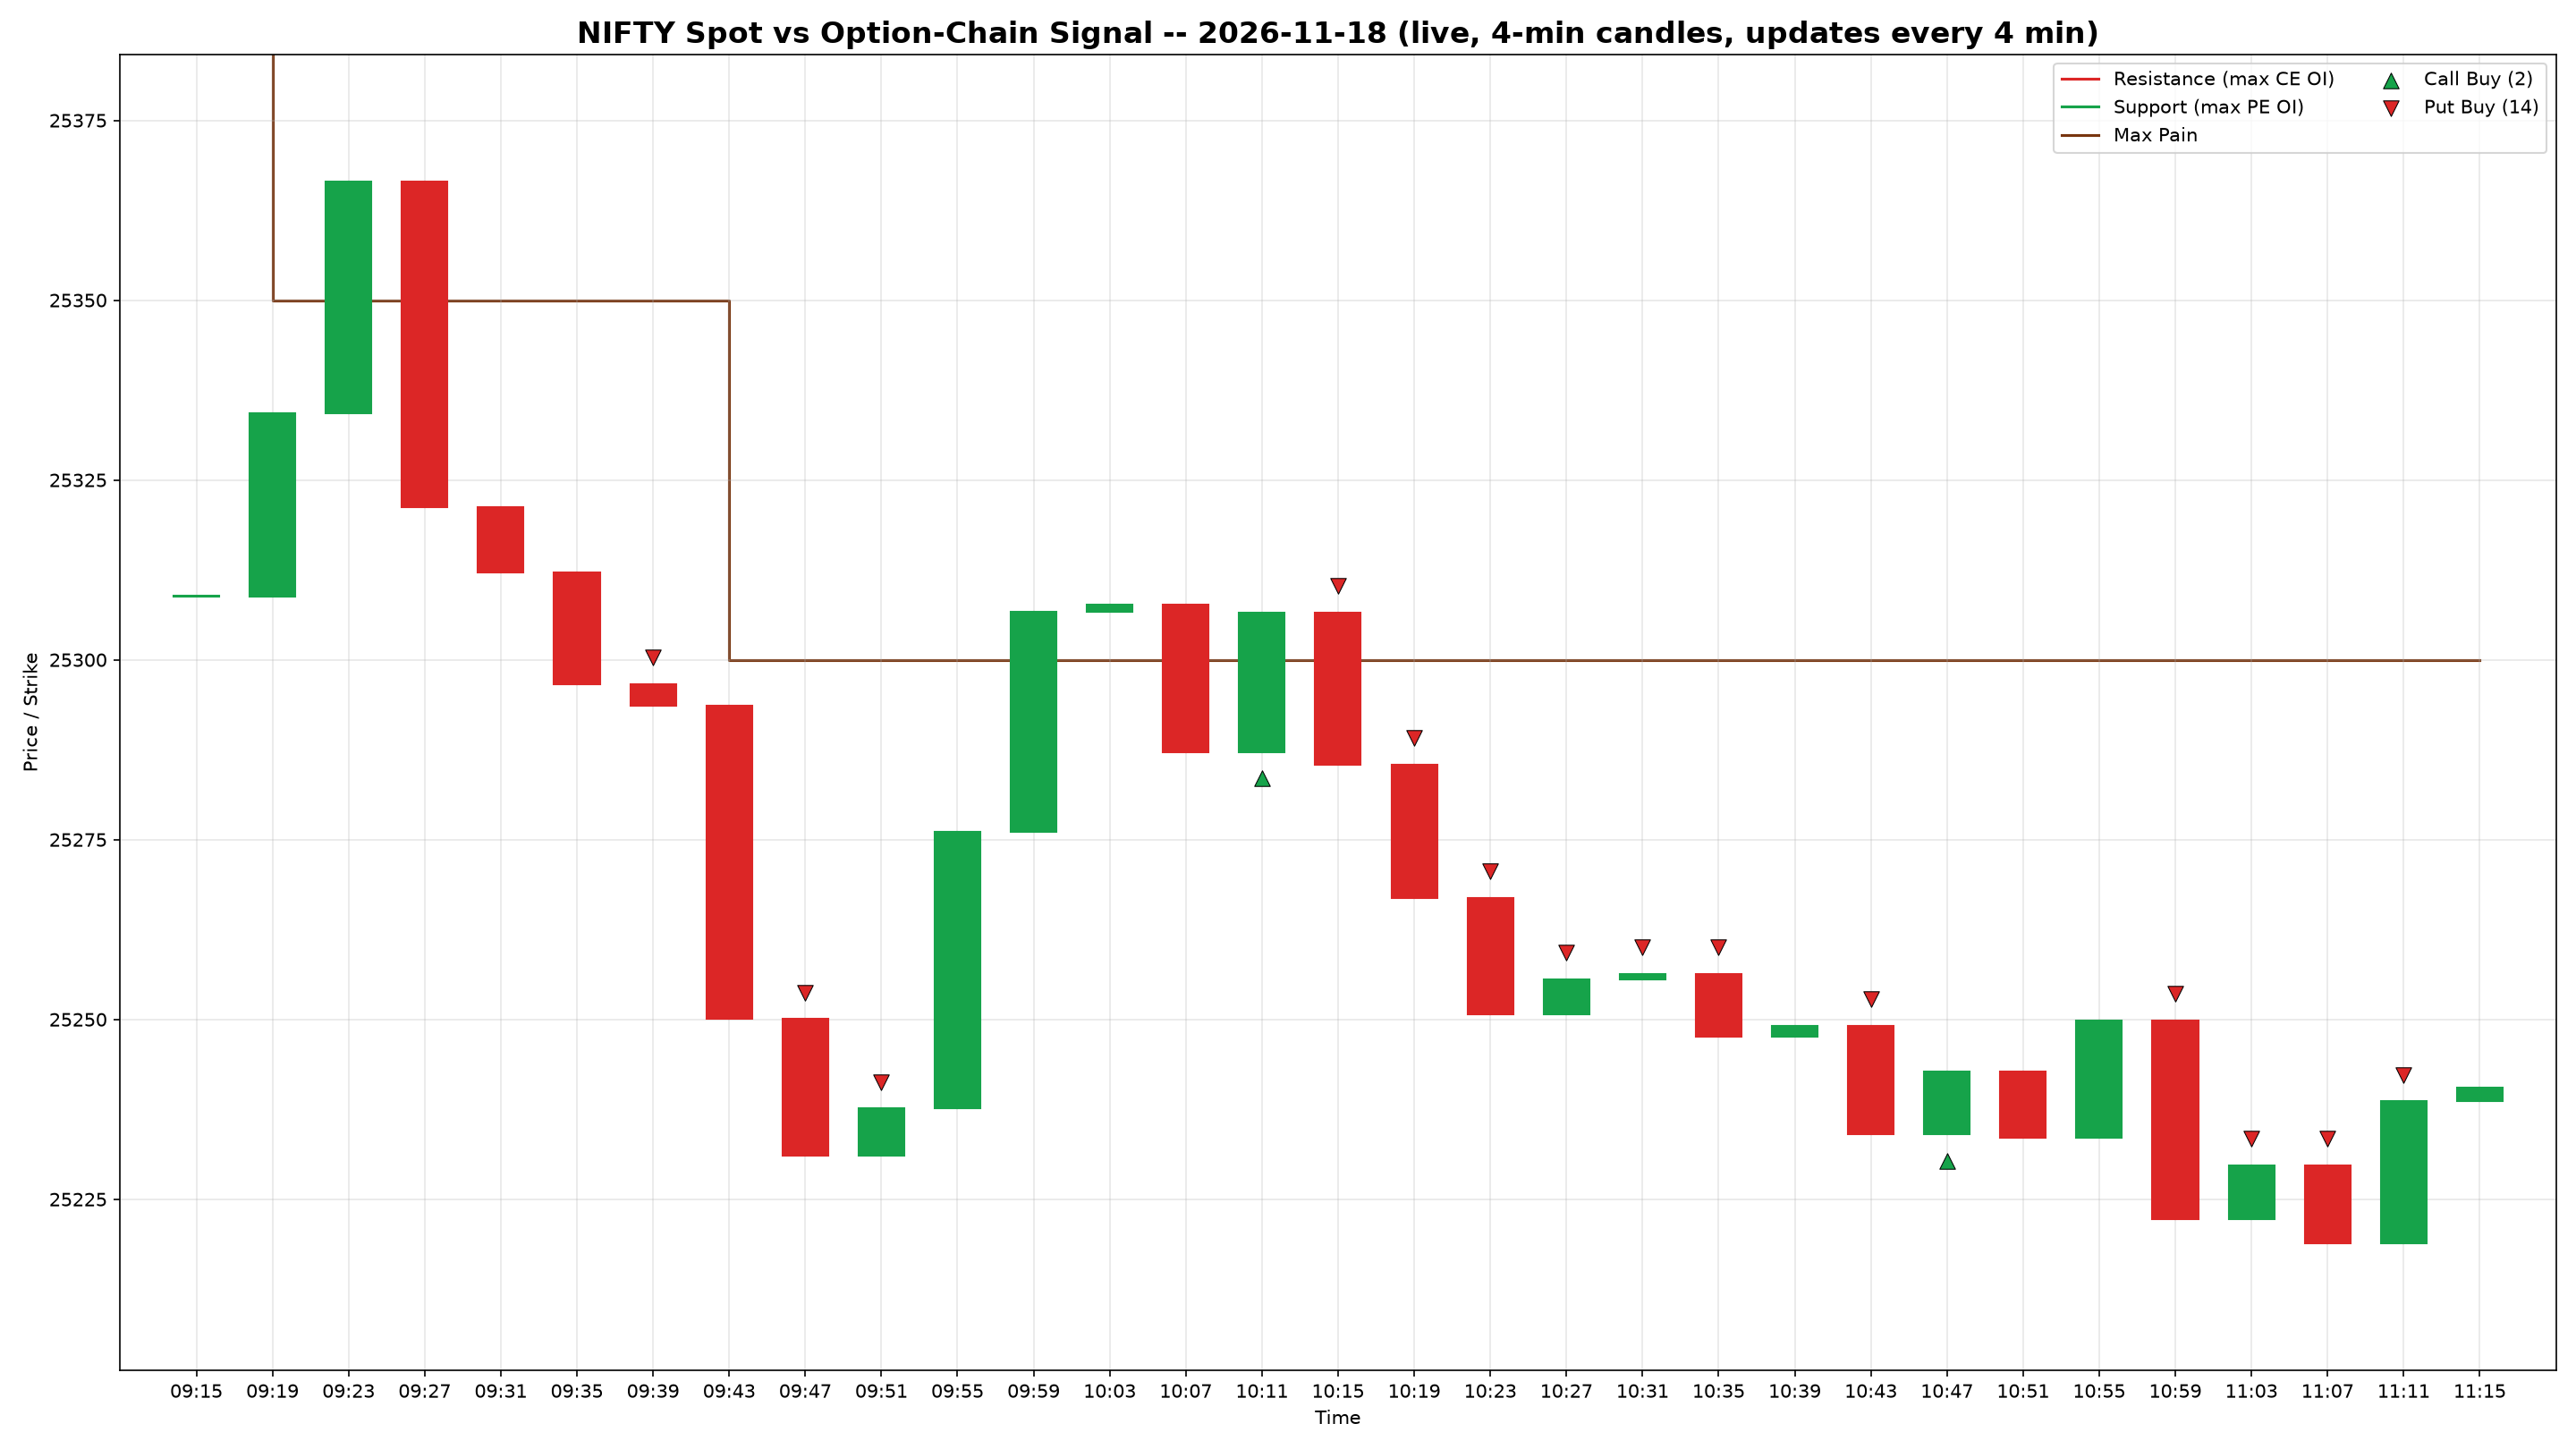 NIFTY Spot vs Option-Chain Signal -- 2026-11-18 (live, 4-min candles, updates every 4 min)
Resistance (max CE OI)
Support (max PE OI)
Max Pain
Call Buy (2)
Put Buy (14)
Price / Strike
25375
25350
25325
25300
25275
25250
25225
09:15 09:19 09:23 09:27 09:31 09:35 09:39 09:43 09:47 09:51 09:55 09:59 10:03 10:07 10:11 10:15 10:19 10:23 10:27 10:31 10:35 10:39 10:43 10:47 10:51 10:55 10:59 11:03 11:07 11:11 11:15
Time